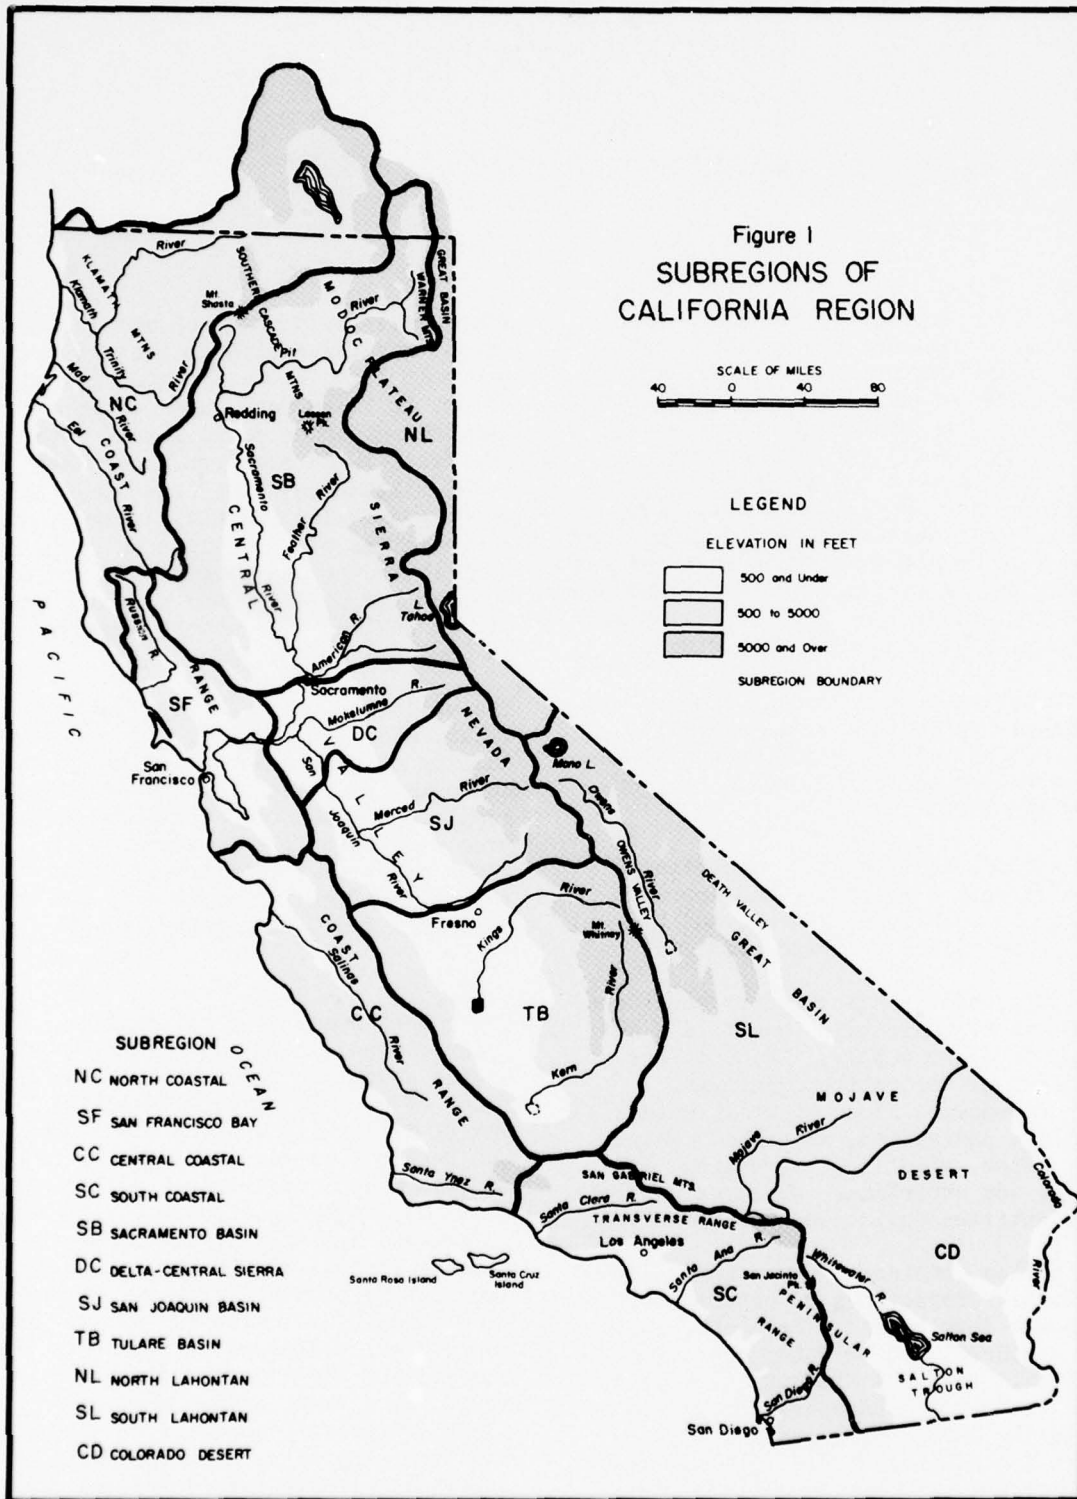 Figure 1
SUBREGIONS OF
CALIFORNIA REGION
SCALE OF MILES
40 0 40 80
LEGEND
ELEVATION IN FEET
500 and Under
500 to 5000
5000 and Over
SUBREGION BOUNDARY
River
KLAMATH
MTNS
Klamath
Trinity
River
Mt.
Shasta
SOUTHERN
CASCADE
MTNS
MODOC PLATEAU
River
Pit
WARNER MT.
GREAT BASIN
Mad
River
NC
Eel
River
COAST
RANGE
Redding
Lassen
Pk.
NL
SB
Sacramento
River
Feather River
CENTRAL
VALLEY
SIERRA
NEVADA
L.
Tahoe
American R.
Russian R.
SF
Sacramento
Mokelumne R.
DC
PACIFIC
OCEAN
San
Francisco
San
Joaquin
River
Merced River
SJ
Mono L.
Owens
River
OWENS VALLEY
DEATH VALLEY
GREAT
BASIN
Fresno
Kings
River
Mt.
Whitney
COAST
RANGE
Salinas
River
CC
TB
River
Kern
SL
MOJAVE
DESERT
Mojave River
Colorado
River
Santa Ynez R.
SAN GABRIEL MTS.
Santa Clara R.
TRANSVERSE RANGE
Los Angeles
Santa Ana R.
Santa Rosa Island
Santa Cruz
Island
SC
San Jacinto
Pk.
Whitewater R.
CD
PENINSULAR
RANGE
Salton Sea
SALTON
TROUGH
San Diego R.
San Diego
SUBREGION
NC NORTH COASTAL
SF SAN FRANCISCO BAY
CC CENTRAL COASTAL
SC SOUTH COASTAL
SB SACRAMENTO BASIN
DC DELTA-CENTRAL SIERRA
SJ SAN JOAQUIN BASIN
TB TULARE BASIN
NL NORTH LAHONTAN
SL SOUTH LAHONTAN
CD COLORADO DESERT